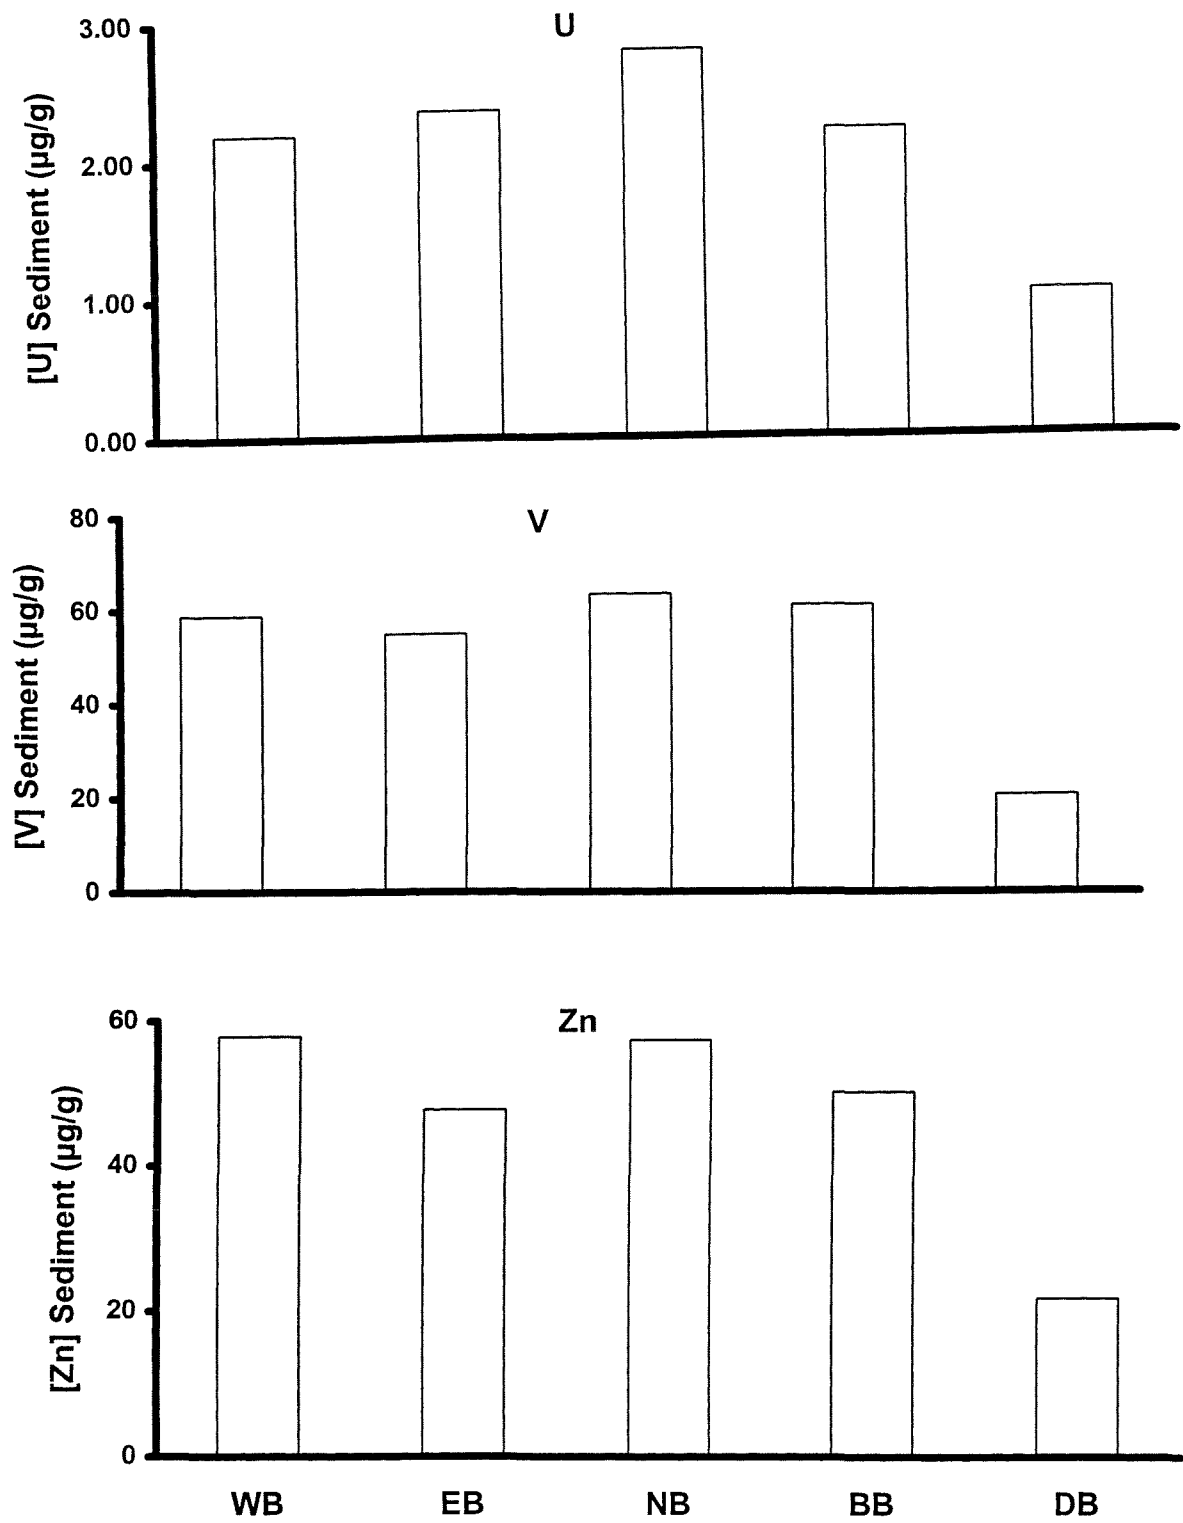 U
[U] Sediment (µg/g)
3.00
2.00
1.00
0.00
V
[V] Sediment (µg/g)
80
60
40
20
0
Zn
[Zn] Sediment (µg/g)
60
40
20
0
WB EB NB BB DB